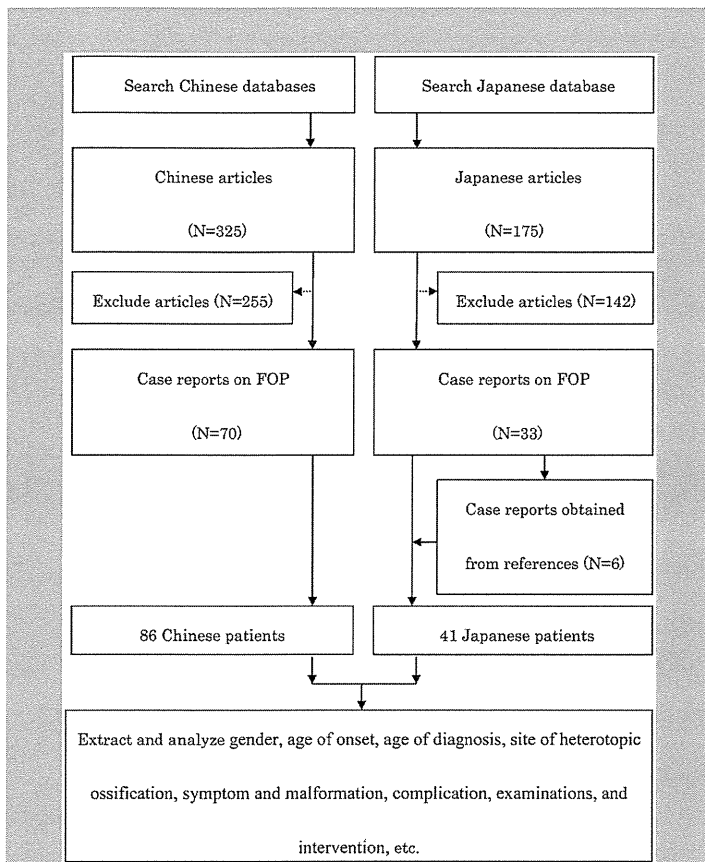 Search Chinese databases
Search Japanese database
Chinese articles
(N=325)
Japanese articles
(N=175)
Exclude articles (N=255)
Exclude articles (N=142)
Case reports on FOP
(N=70)
Case reports on FOP
(N=33)
Case reports obtained
from references (N=6)
86 Chinese patients
41 Japanese patients
Extract and analyze gender, age of onset, age of diagnosis, site of heterotopic
ossification, symptom and malformation, complication, examinations, and
intervention, etc.